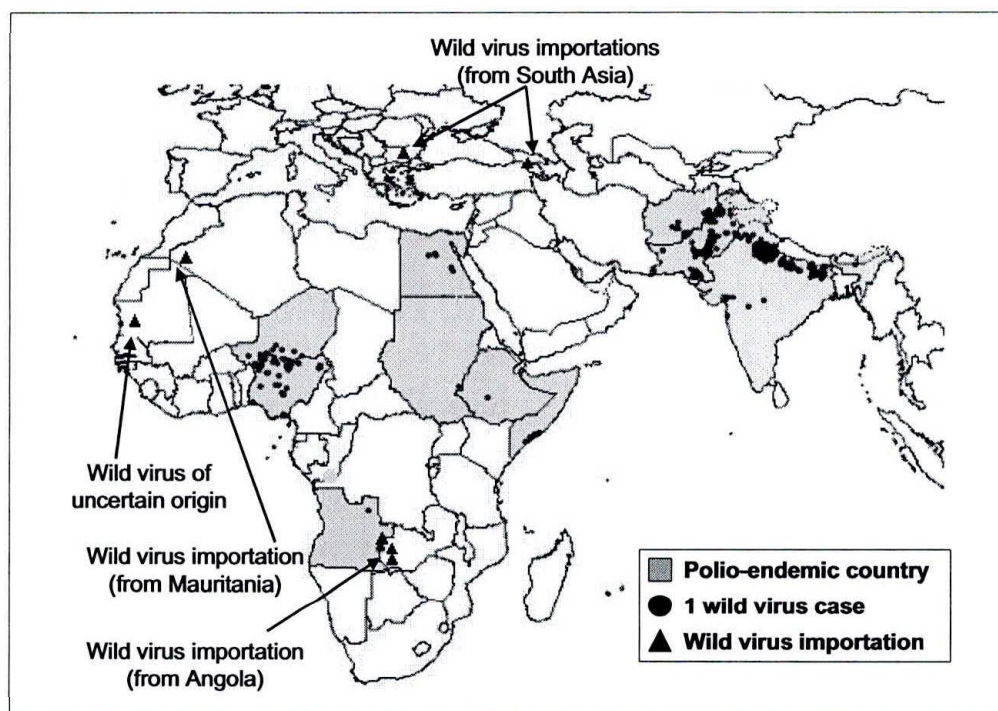 Wild virus importations
(from South Asia)
Wild virus of
uncertain origin
Wild virus importation
(from Mauritania)
Wild virus importation
(from Angola)
Polio-endemic country
1 wild virus case
Wild virus importation